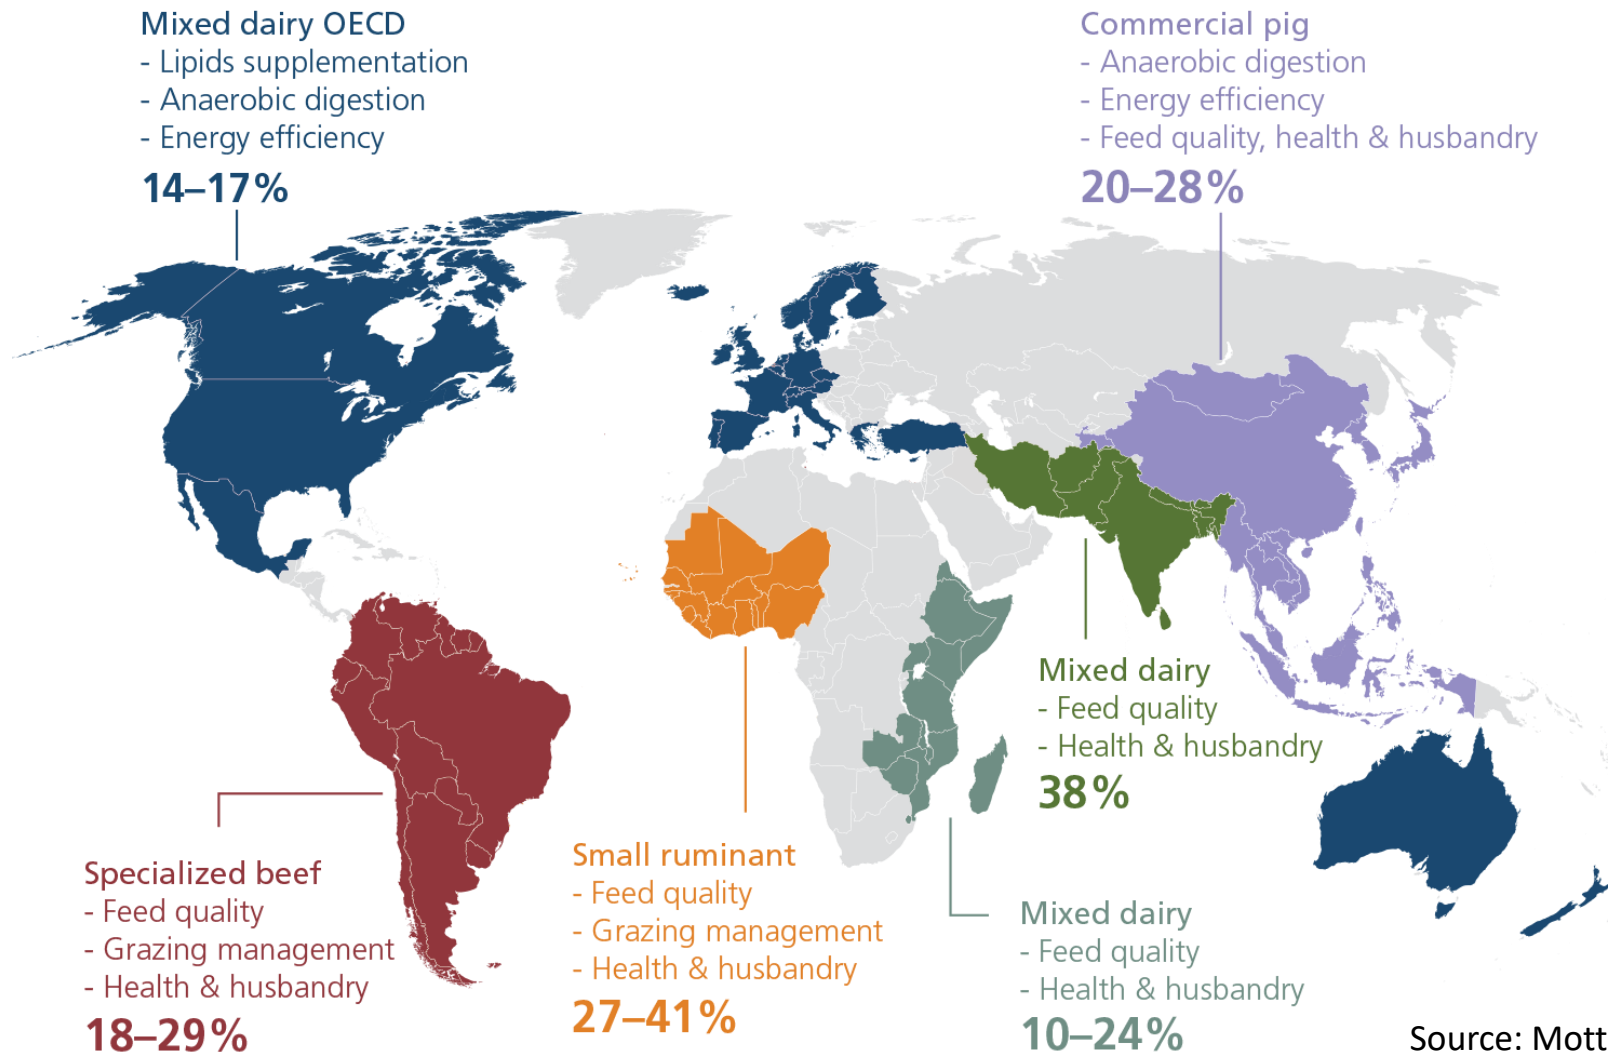 Mixed dairy OECD
- Lipids supplementation
- Anaerobic digestion
- Energy efficiency
14–17%
Commercial pig
- Anaerobic digestion
- Energy efficiency
- Feed quality, health & husbandry
20–28%
Mixed dairy
- Feed quality
- Health & husbandry
38%
Specialized beef
- Feed quality
- Grazing management
- Health & husbandry
18–29%
Small ruminant
- Feed quality
- Grazing management
- Health & husbandry
27–41%
Mixed dairy
- Feed quality
- Health & husbandry
10–24%
Source: Mott